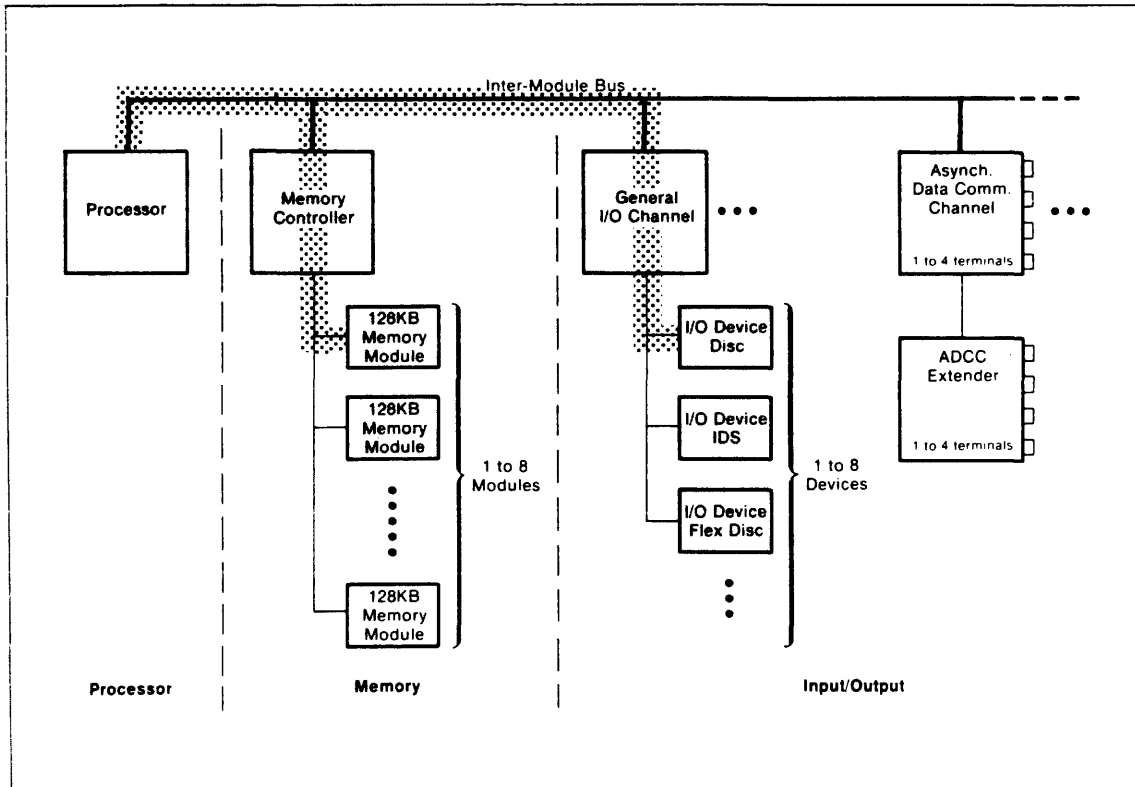 Inter-Module Bus
Processor
Memory
Controller
General
I/O Channel
Asynch.
Data Comm.
Channel
1 to 4 terminals
128KB
Memory
Module
128KB
Memory
Module
128KB
Memory
Module
1 to 8
Modules
I/O Device
Disc
I/O Device
IDS
I/O Device
Flex Disc
1 to 8
Devices
ADCC
Extender
1 to 4 terminals
Processor
Memory
Input/Output